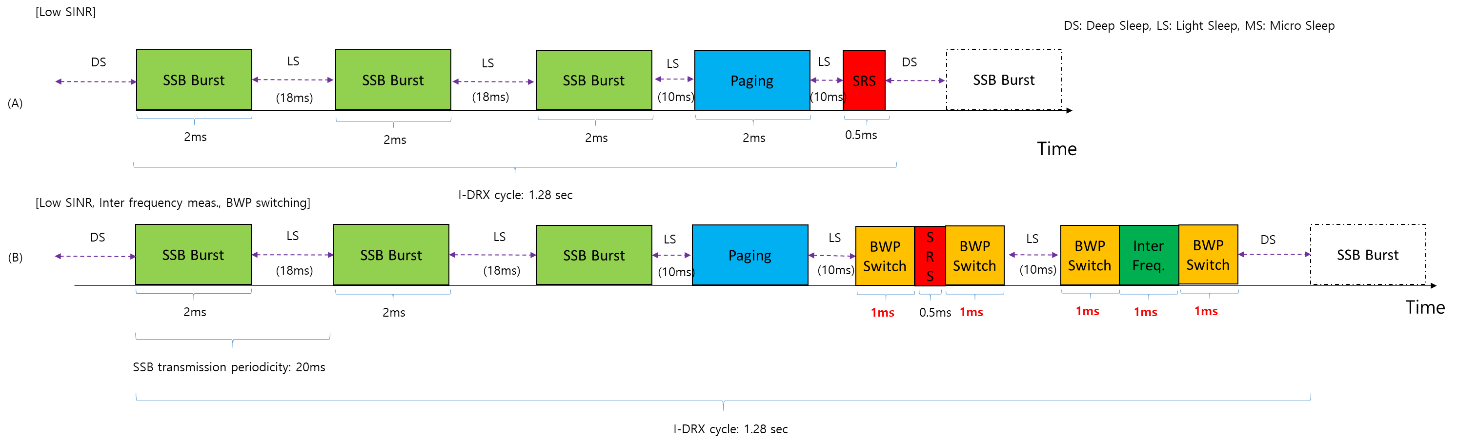 [Low SINR]
DS: Deep Sleep, LS: Light Sleep, MS: Micro Sleep
DS
SSB Burst
LS
(18ms)
SSB Burst
LS
(18ms)
SSB Burst
LS
(10ms)
Paging
LS
(10ms)
SRS
DS
SSB Burst
(A)
2ms
2ms
2ms
2ms
0.5ms
Time
I-DRX cycle: 1.28 sec
[Low SINR, Inter frequency meas., BWP switching]
DS
SSB Burst
LS
(18ms)
SSB Burst
LS
(18ms)
SSB Burst
LS
(10ms)
Paging
LS
(10ms)
BWP
Switch
S
R
S
BWP
Switch
LS
(10ms)
BWP
Switch
Inter
Freq.
BWP
Switch
DS
SSB Burst
(B)
2ms
2ms
1ms
0.5ms
1ms
1ms
1ms
1ms
Time
SSB transmission periodicity: 20ms
I-DRX cycle: 1.28 sec